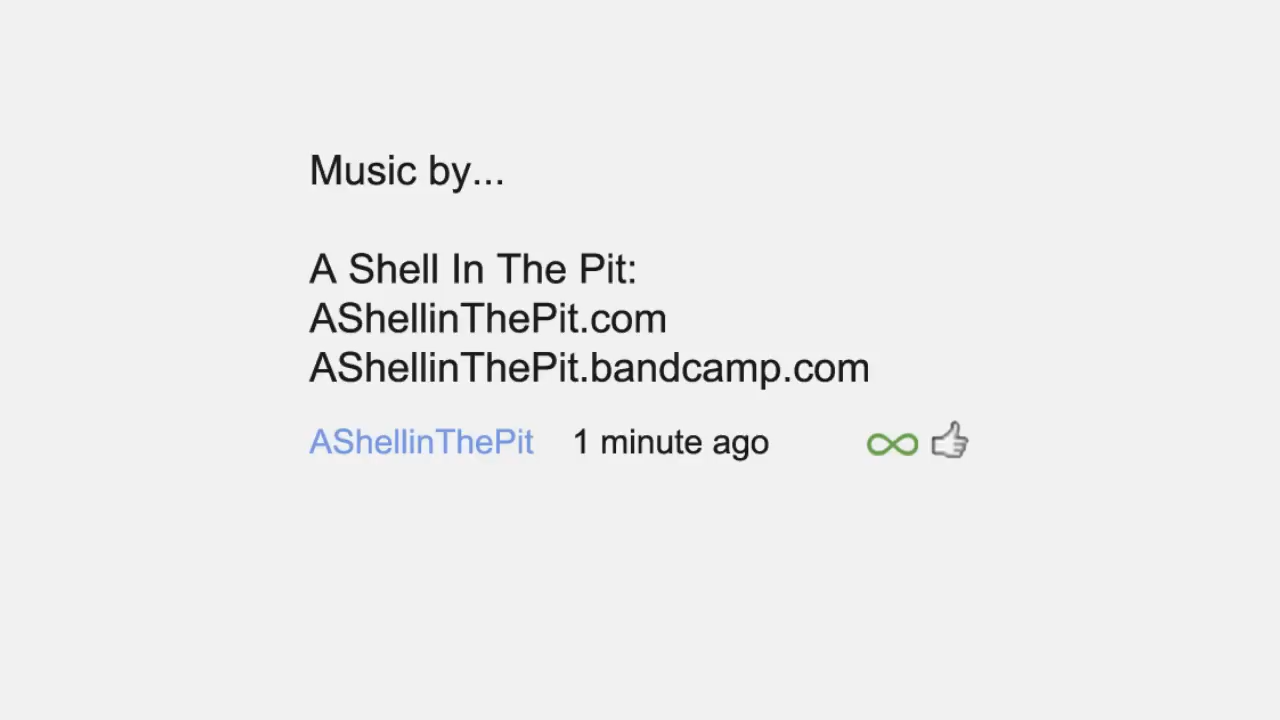 Music by...
A Shell In The Pit:
AShellinThePit.com
AShellinThePit.bandcamp.com
AShellinThePit 1 minute ago ∞